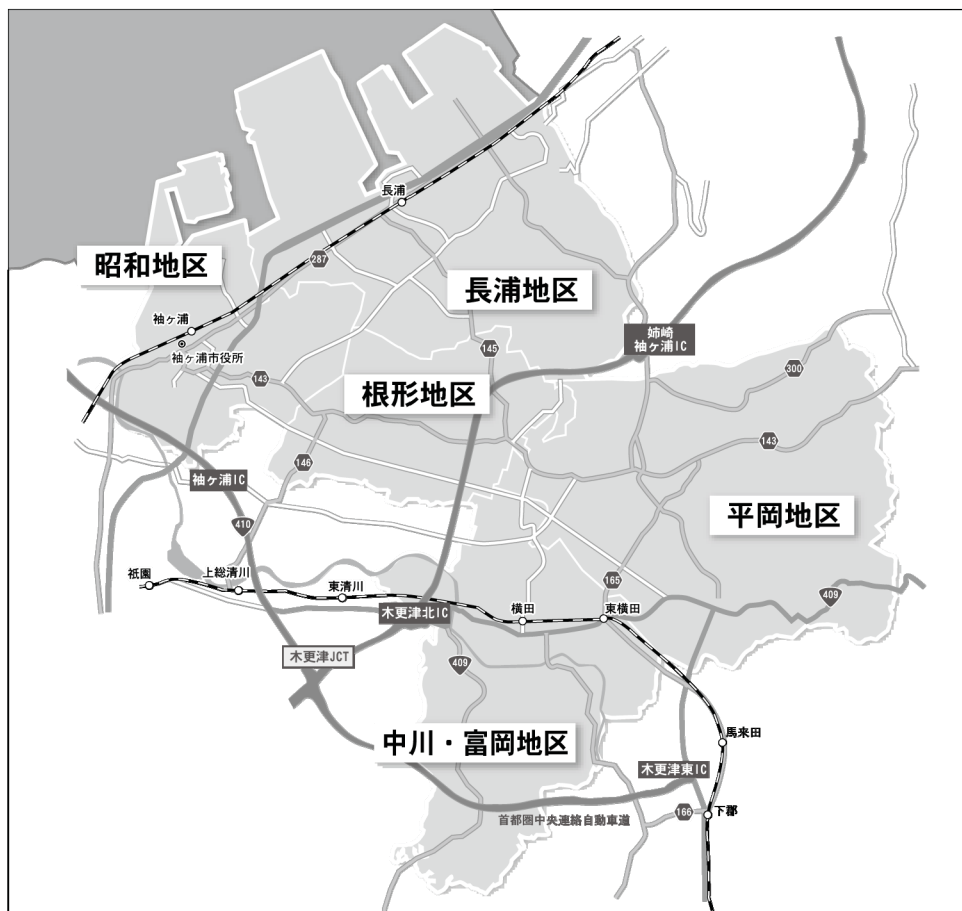 長浦
287
昭和地区
長浦地区
袖ヶ浦
袖ヶ浦市役所
姉崎
袖ヶ浦IC
145
300
143
根形地区
143
146
袖ヶ浦IC
平岡地区
410
祇園
上総清川
東清川
165
409
木更津北IC
横田
東横田
木更津JCT
409
中川・富岡地区
馬来田
木更津東IC
首都圏中央連絡自動車道
166
下郡